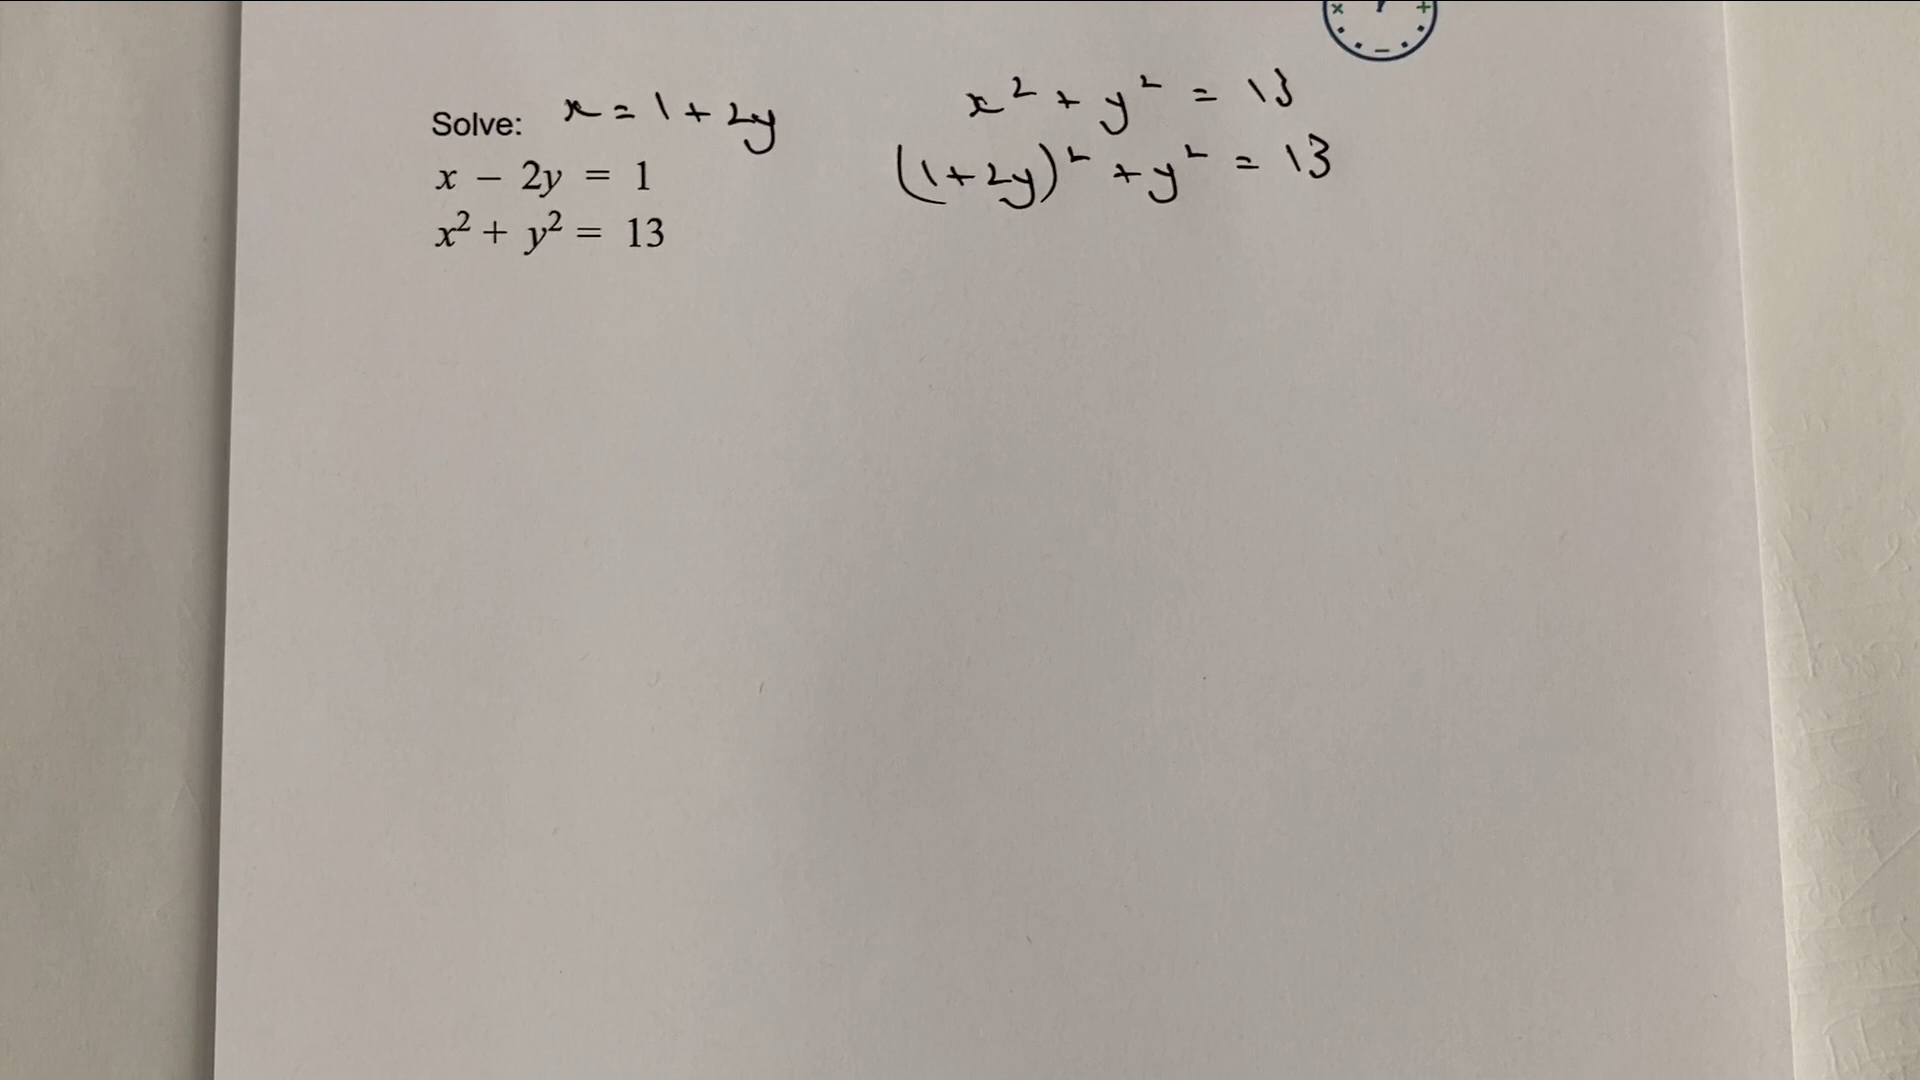 Solve: x = 1 + 2y
x − 2y = 1
x² + y² = 13
x² + y² = 13
(1+2y)² + y² = 13